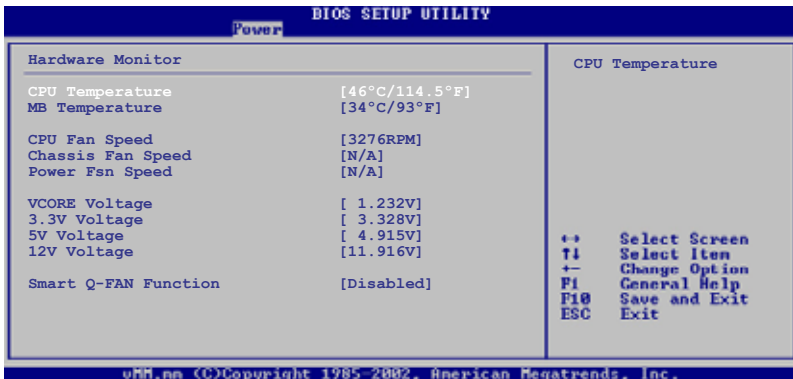 BIOS SETUP UTILITY
Power
Hardware Monitor
CPU Temperature [46°C/114.5°F]
MB Temperature [34°C/93°F]
CPU Fan Speed [3276RPM]
Chassis Fan Speed [N/A]
Power Fsn Speed [N/A]
VCORE Voltage [ 1.232V]
3.3V Voltage [ 3.328V]
5V Voltage [ 4.915V]
12V Voltage [11.916V]
Smart Q-FAN Function [Disabled]
CPU Temperature
←→ Select Screen
↑↓ Select Item
+- Change Option
F1 General Help
F10 Save and Exit
ESC Exit
vMM.nn (C)Copyright 1985-2002, American Megatrends, Inc.